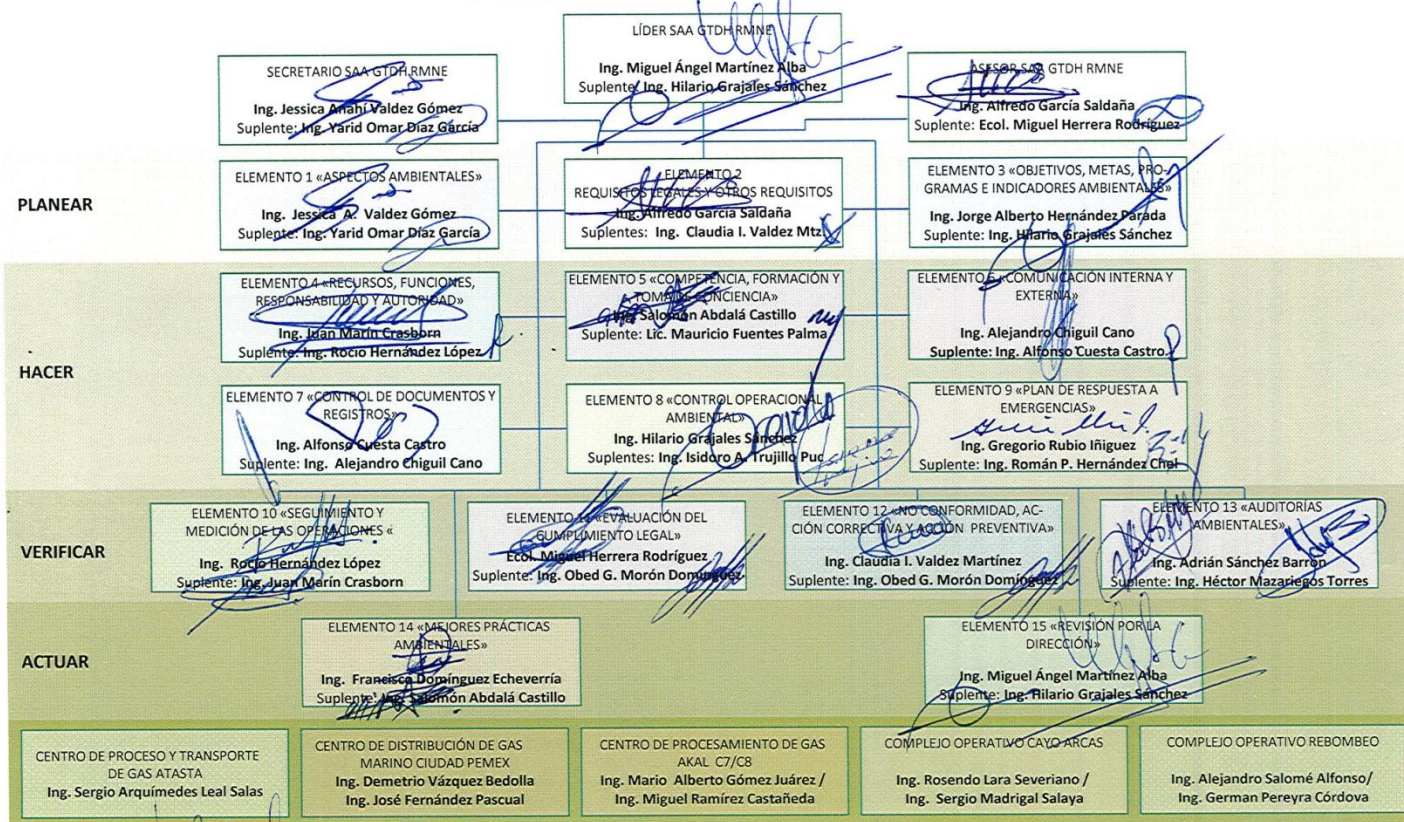 LÍDER SAA GTDH RMNE
Ing. Miguel Ángel Martínez Alba
Suplente: Ing. Hilario Grajales Sánchez
SECRETARIO SAA GTDH RMNE
Ing. Jessica Anahí Valdez Gómez
Suplente: Ing. Yarid Omar Díaz García
ASESOR SAA GTDH RMNE
Ing. Alfredo García Saldaña
Suplente: Ecol. Miguel Herrera Rodríguez
PLANEAR
ELEMENTO 1 «ASPECTOS AMBIENTALES»
Ing. Jessica A. Valdez Gómez
Suplente: Ing. Yarid Omar Díaz García
ELEMENTO 2
REQUISITOS LEGALES Y OTROS REQUISITOS
Ing. Alfredo García Saldaña
Suplentes: Ing. Claudia I. Valdez Mtz.
ELEMENTO 3 «OBJETIVOS, METAS, PRO-
GRAMAS E INDICADORES AMBIENTALES»
Ing. Jorge Alberto Hernández Parada
Suplente: Ing. Hilario Grajales Sánchez
HACER
ELEMENTO 4 «RECURSOS, FUNCIONES,
RESPONSABILIDAD Y AUTORIDAD»
Ing. Juan Marín Crasborn
Suplente: Ing. Rocio Hernández López
ELEMENTO 5 «COMPETENCIA, FORMACIÓN Y
TOMA DE CONCIENCIA»
Ing. Salomón Abdalá Castillo
Suplente: Lic. Mauricio Fuentes Palma
ELEMENTO 6 «COMUNICACIÓN INTERNA Y
EXTERNA»
Ing. Alejandro Chiguil Cano
Suplente: Ing. Alfonso Cuesta Castro
ELEMENTO 7 «CONTROL DE DOCUMENTOS Y
REGISTROS»
Ing. Alfonso Cuesta Castro
Suplente: Ing. Alejandro Chiguil Cano
ELEMENTO 8 «CONTROL OPERACIONAL
AMBIENTAL»
Ing. Hilario Grajales Sánchez
Suplentes: Ing. Isidoro A. Trujillo Puc
ELEMENTO 9 «PLAN DE RESPUESTA A
EMERGENCIAS»
Ing. Gregorio Rubio Iñiguez
Suplente: Ing. Román P. Hernández Chel
VERIFICAR
ELEMENTO 10 «SEGUIMIENTO Y
MEDICIÓN DE LAS OPERACIONES «
Ing. Rocío Hernández López
Suplente: Ing. Juan Marín Crasborn
ELEMENTO 11 «EVALUACIÓN DEL
CUMPLIMIENTO LEGAL»
Ecol. Miguel Herrera Rodríguez
Suplente: Ing. Obed G. Morón Domínguez
ELEMENTO 12 «NO CONFORMIDAD, AC-
CIÓN CORRECTIVA Y ACCIÓN PREVENTIVA»
Ing. Claudia I. Valdez Martínez
Suplente: Ing. Obed G. Morón Domínguez
ELEMENTO 13 «AUDITORÍAS
AMBIENTALES»
Ing. Adrián Sánchez Barrón
Suplente: Ing. Héctor Mazariegos Torres
ACTUAR
ELEMENTO 14 «MEJORES PRÁCTICAS
AMBIENTALES»
Ing. Francisco Domínguez Echeverría
Suplente: Ing. Salomón Abdalá Castillo
ELEMENTO 15 «REVISIÓN POR LA
DIRECCIÓN»
Ing. Miguel Ángel Martínez Alba
Suplente: Ing. Hilario Grajales Sánchez
CENTRO DE PROCESO Y TRANSPORTE
DE GAS ATASTA
Ing. Sergio Arquímedes Leal Salas
CENTRO DE DISTRIBUCIÓN DE GAS
MARINO CIUDAD PEMEX
Ing. Demetrio Vázquez Bedolla
Ing. José Fernández Pascual
CENTRO DE PROCESAMIENTO DE GAS
AKAL C7/C8
Ing. Mario Alberto Gómez Juárez /
Ing. Miguel Ramírez Castañeda
COMPLEJO OPERATIVO CAYO ARCAS
Ing. Rosendo Lara Severiano /
Ing. Sergio Madrigal Salaya
COMPLEJO OPERATIVO REBOMBEO
Ing. Alejandro Salomé Alfonso/
Ing. German Pereyra Córdova